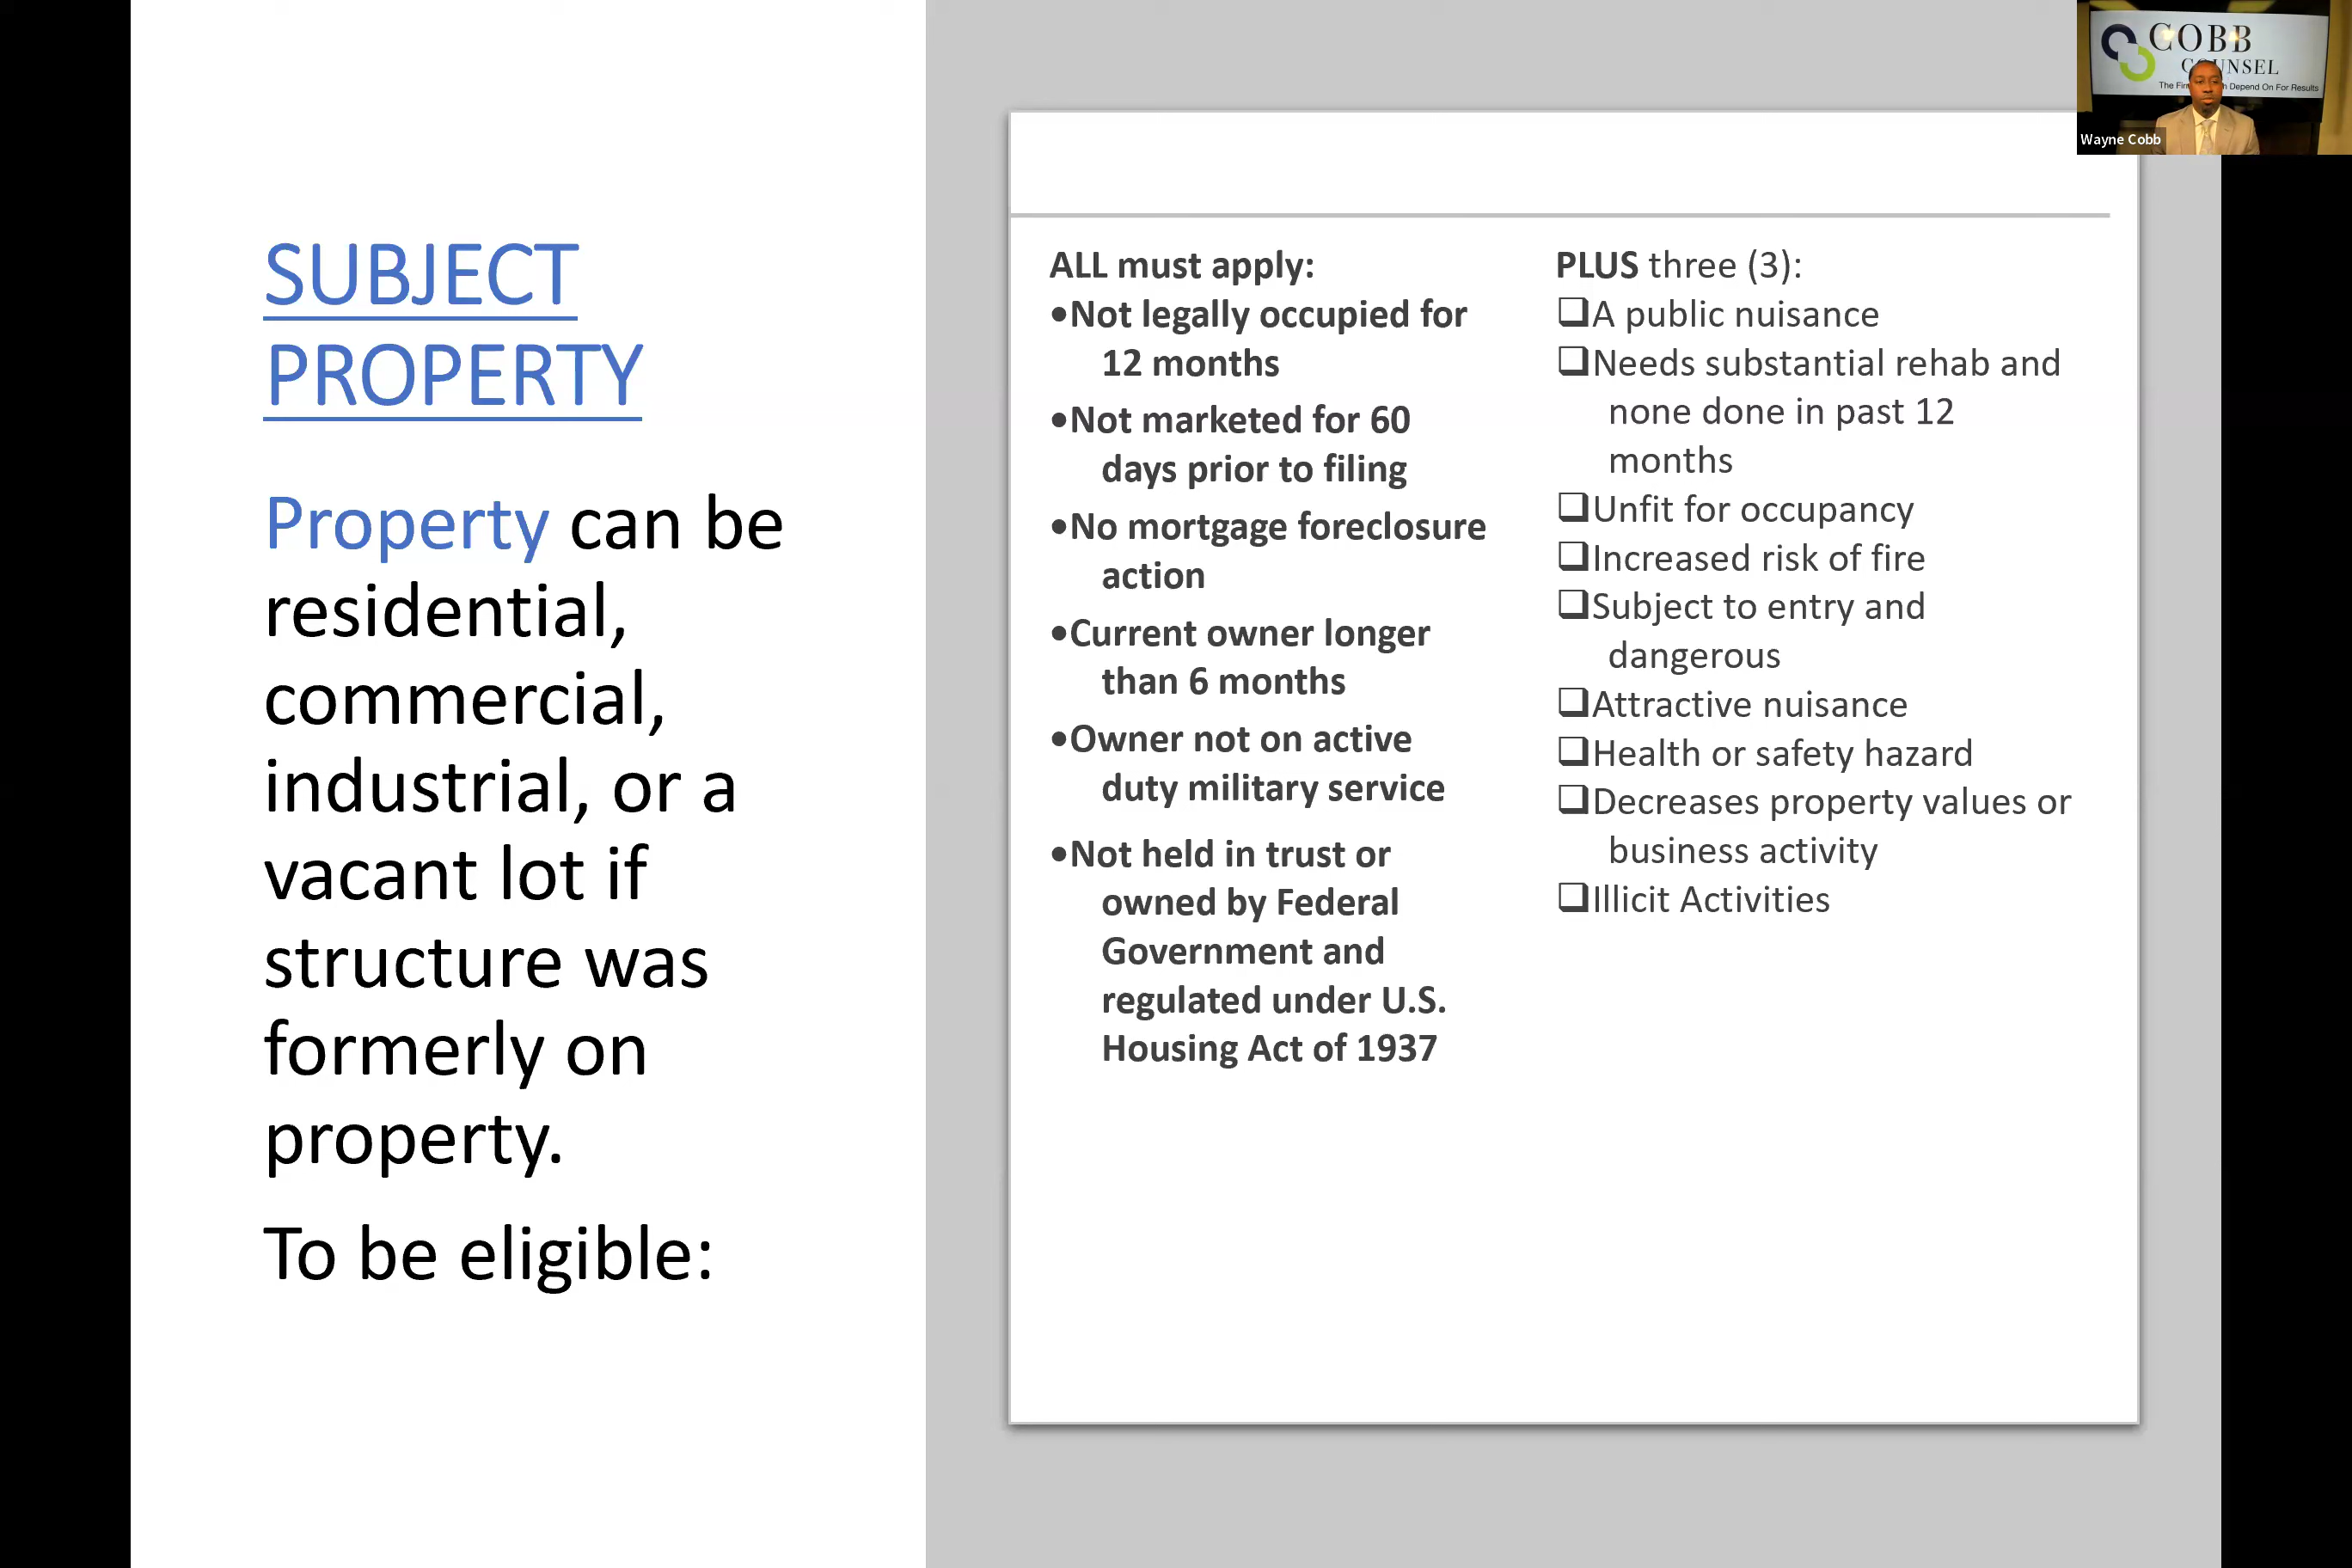 SUBJECT
PROPERTY
Property can be
residential,
commercial,
industrial, or a
vacant lot if
structure was
formerly on
property.
To be eligible:
ALL must apply:
•Not legally occupied for
12 months
•Not marketed for 60
days prior to filing
•No mortgage foreclosure
action
•Current owner longer
than 6 months
•Owner not on active
duty military service
•Not held in trust or
owned by Federal
Government and
regulated under U.S.
Housing Act of 1937
PLUS three (3):
❑A public nuisance
❑Needs substantial rehab and
none done in past 12
months
❑Unfit for occupancy
❑Increased risk of fire
❑Subject to entry and
dangerous
❑Attractive nuisance
❑Health or safety hazard
❑Decreases property values or
business activity
❑Illicit Activities
COBB
COUNSEL
The Depend On For Results
Wayne Cobb